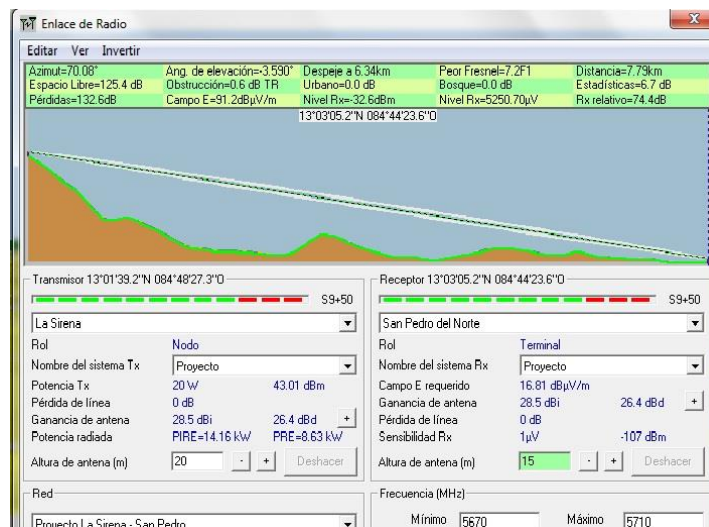 Enlace de Radio
Editar Ver Invertir
Azimut=70.08° Ang. de elevación=-3.590° Despeje a 6.34km Peor Fresnel=7.2F1 Distancia=7.79km
Espacio Libre=125.4 dB Obstrucción=0.6 dB TR Urbano=0.0 dB Bosque=0.0 dB Estadísticas=6.7 dB
Pérdidas=132.6dB Campo E=91.2dBµV/m Nivel Rx=-32.6dBm Nivel Rx=5250.70µV Rx relativo=74.4dB
13°03'05.2"N 084°44'23.6"O
Transmisor 13°01'39.2"N 084°48'27.3"O
S9+50
La Sirena
Rol Nodo
Nombre del sistema Tx Proyecto
Potencia Tx 20 W 43.01 dBm
Pérdida de línea 0 dB
Ganancia de antena 28.5 dBi 26.4 dBd +
Potencia radiada PIRE=14.16 kW PRE=8.63 kW
Altura de antena (m) 20 - + Deshacer
Red
Proyecto La Sirena - San Pedro
Receptor 13°03'05.2"N 084°44'23.6"O
S9+50
San Pedro del Norte
Rol Terminal
Nombre del sistema Rx Proyecto
Campo E requerido 16.81 dBµV/m
Ganancia de antena 28.5 dBi 26.4 dBd +
Pérdida de línea 0 dB
Sensibilidad Rx 1µV -107 dBm
Altura de antena (m) 15 - + Deshacer
Frecuencia (MHz)
Mínimo 5670 Máximo 5710